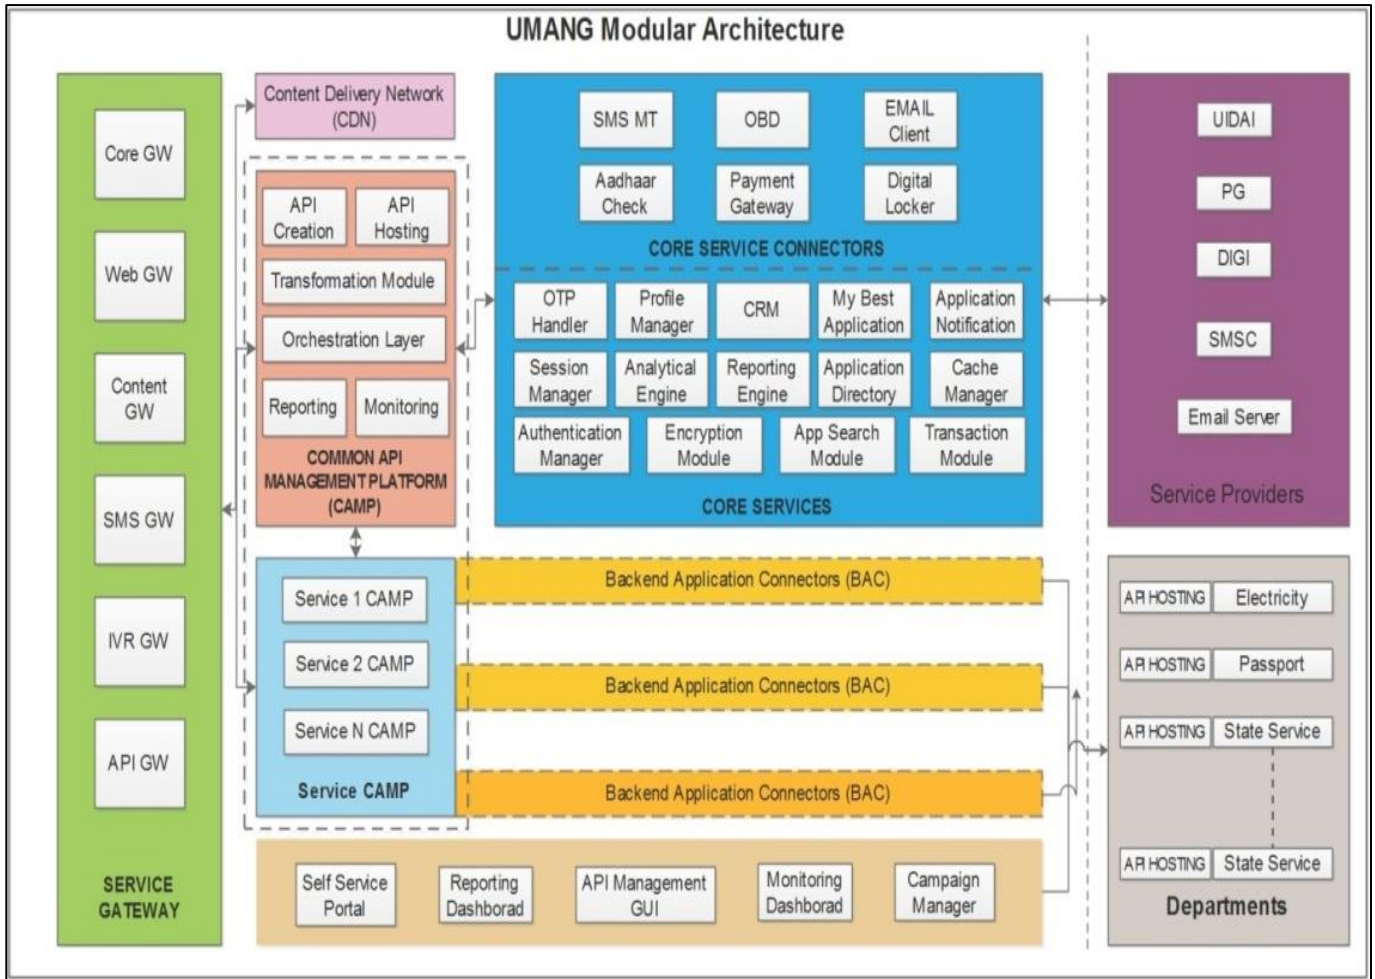 UMANG Modular Architecture
Core GW
Web GW
Content
GW
SMS GW
IVR GW
API GW
SERVICE
GATEWAY
Content Delivery Network
(CDN)
API
Creation
API
Hosting
Transformation Module
Orchestration Layer
Reporting
Monitoring
COMMON API
MANAGEMENT PLATFORM
(CAMP)
Service 1 CAMP
Service 2 CAMP
Service N CAMP
Service CAMP
SMS MT
OBD
EMAIL
Client
Aadhaar
Check
Payment
Gateway
Digital
Locker
CORE SERVICE CONNECTORS
OTP
Handler
Profile
Manager
CRM
My Best
Application
Application
Notification
Session
Manager
Analytical
Engine
Reporting
Engine
Application
Directory
Cache
Manager
Authentication
Manager
Encryption
Module
App Search
Module
Transaction
Module
CORE SERVICES
Backend Application Connectors (BAC)
Backend Application Connectors (BAC)
Backend Application Connectors (BAC)
Self Service
Portal
Reporting
Dashborad
API Management
GUI
Monitoring
Dashborad
Campaign
Manager
UIDAI
PG
DIGI
SMSC
Email Server
Service Providers
API HOSTING Electricity
API HOSTING Passport
API HOSTING State Service
API HOSTING State Service
Departments